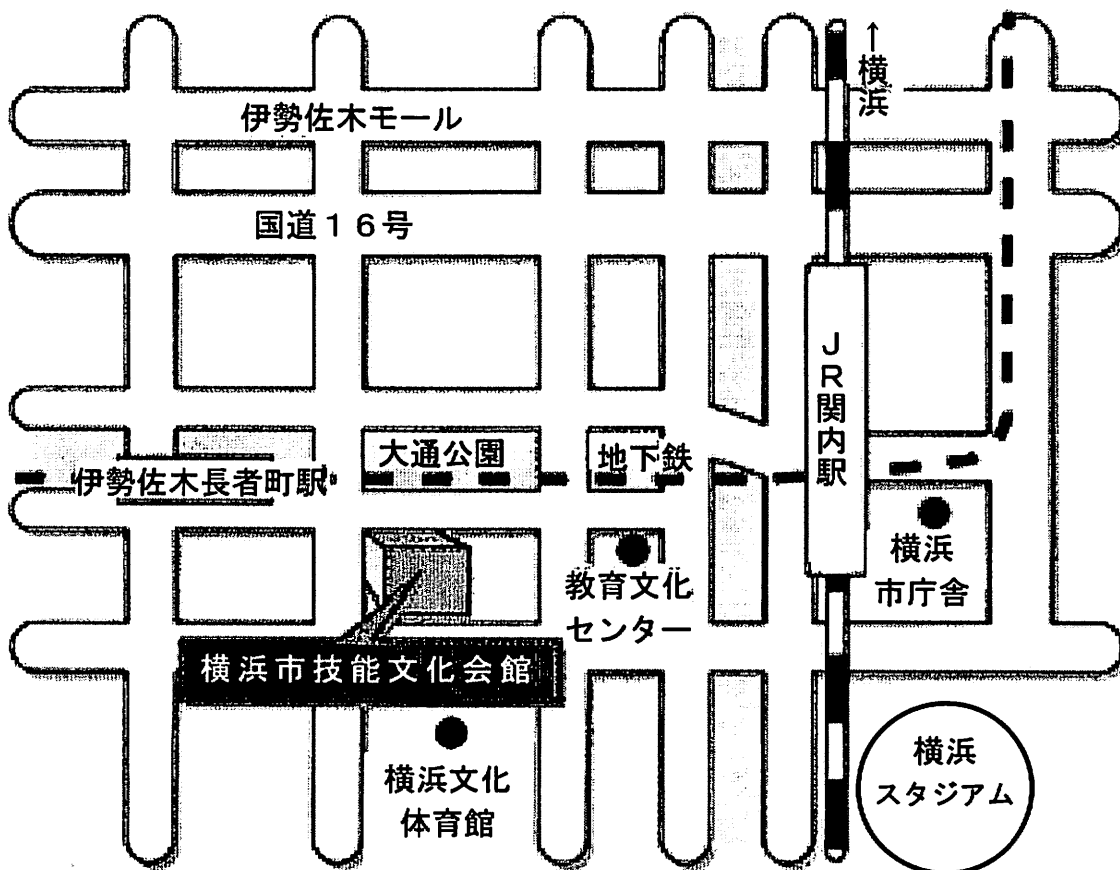 ↑横浜
伊勢佐木モール
国道１６号
ＪＲ関内駅
大通公園
地下鉄
伊勢佐木長者町駅
横浜
市庁舎
教育文化
センター
横浜市技能文化会館
横浜文化
体育館
横浜
スタジアム